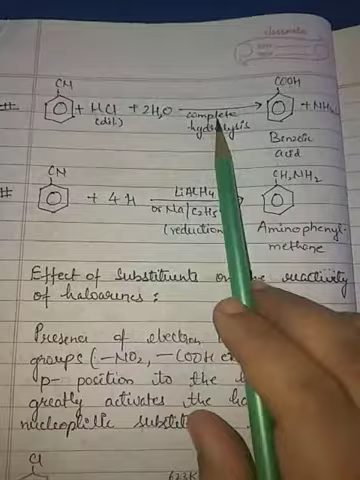 classmate
CN COOH
# + HCl + 2H₂O complete hydrolysis + NH₄
(dil.)
Benzoic
acid
CN CH₂NH₂
# + 4H LiAlH₄
or Na/C₂H₅
(reduction
Aminophenyl-
methane
Effect of substituents on reactivity
of haloarenes :
Presence of electron
groups (-NO₂, -COOH
p- position to the
greatly activates the
nucleophilic substit
Cl
623K